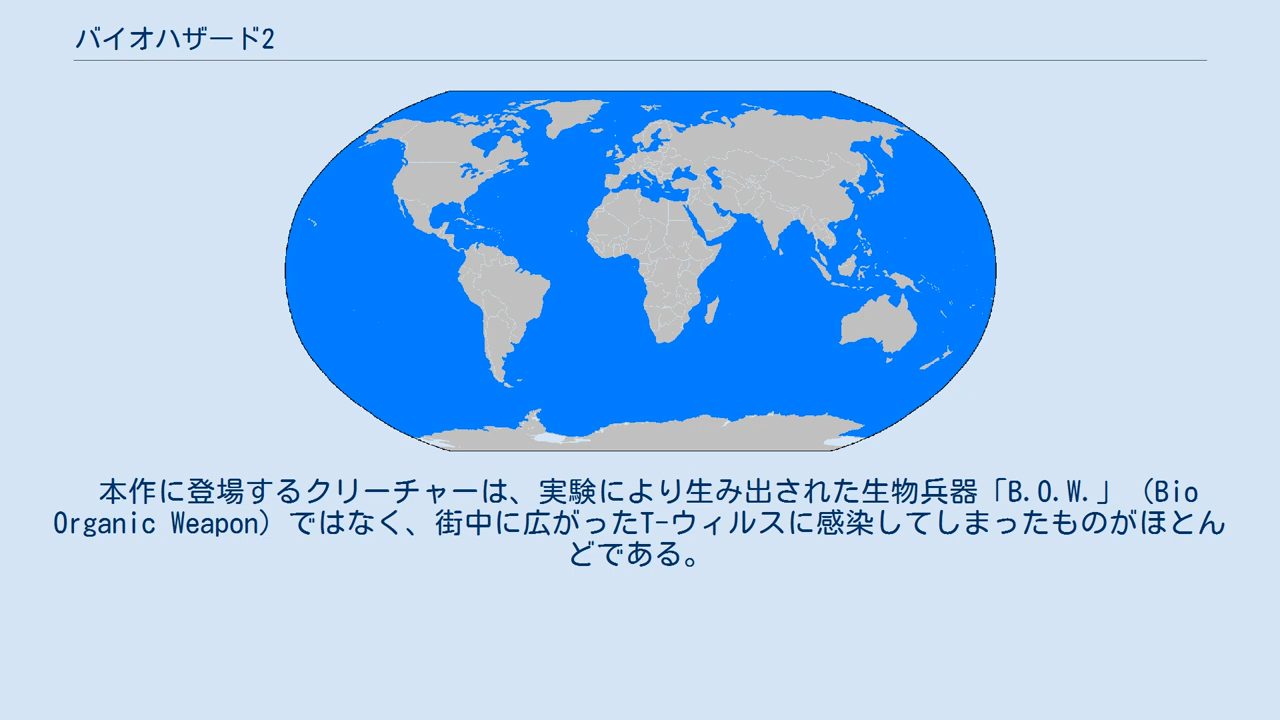 バイオハザード2
本作に登場するクリーチャーは、実験により生み出された生物兵器「B.O.W.」（Bio
Organic Weapon）ではなく、街中に広がったT-ウィルスに感染してしまったものがほとん
どである。